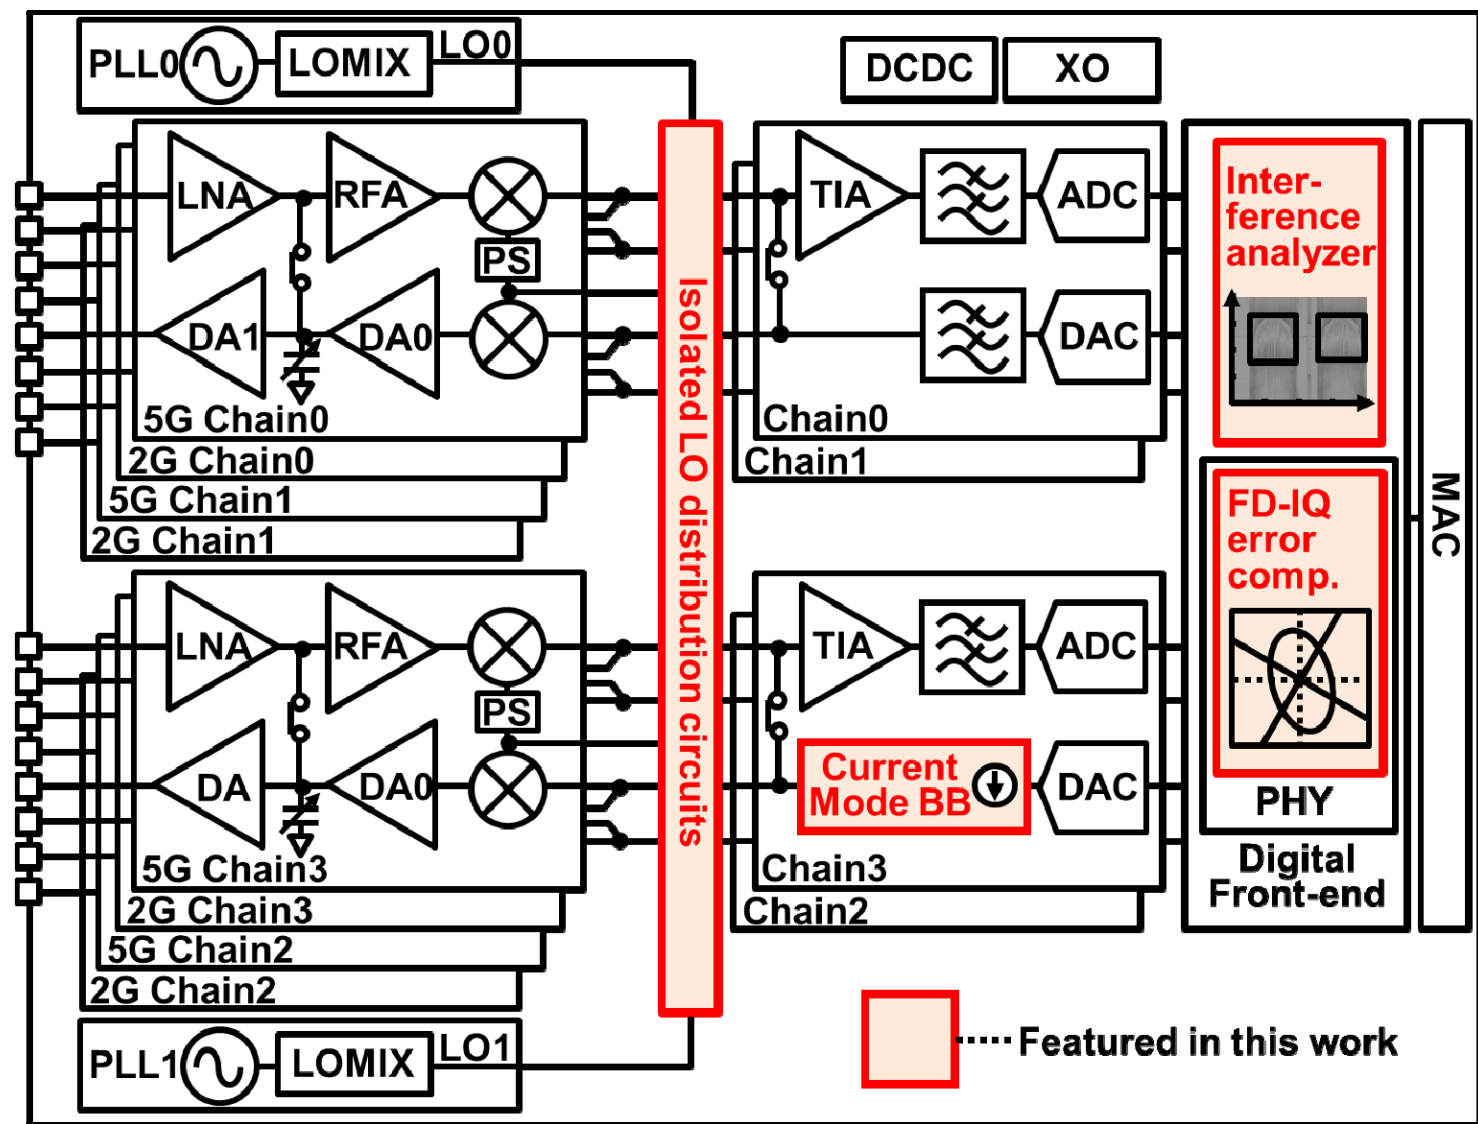 PLL0
LOMIX
LO0
DCDC
XO
LNA
RFA
PS
DA1
DA0
5G Chain0
2G Chain0
5G Chain1
2G Chain1
Isolated LO distribution circuits
TIA
ADC
DAC
Chain0
Chain1
Inter-
ference
analyzer
FD-IQ
error
comp.
PHY
Digital
Front-end
MAC
LNA
RFA
PS
DA
DA0
5G Chain3
2G Chain3
5G Chain2
2G Chain2
TIA
ADC
Current
Mode BB
DAC
Chain3
Chain2
PLL1
LOMIX
LO1
Featured in this work